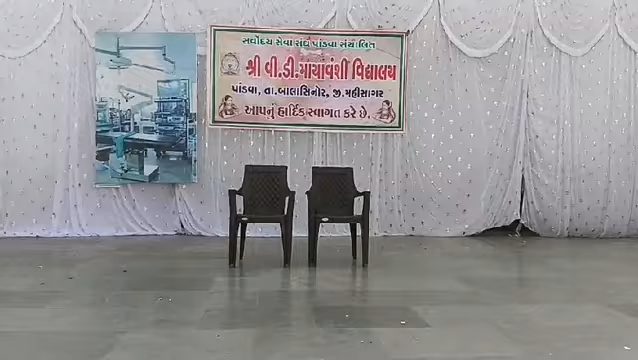 સર્વોદય સેવા સંઘ પાંડવા સંચાલિત
શ્રી વી.ડી.માયાવંશી વિદ્યાલય
પાંડવા, તા.બાલાસિનોર, જી.મહીસાગર
આપનું હાર્દિક સ્વાગત કરે છે.